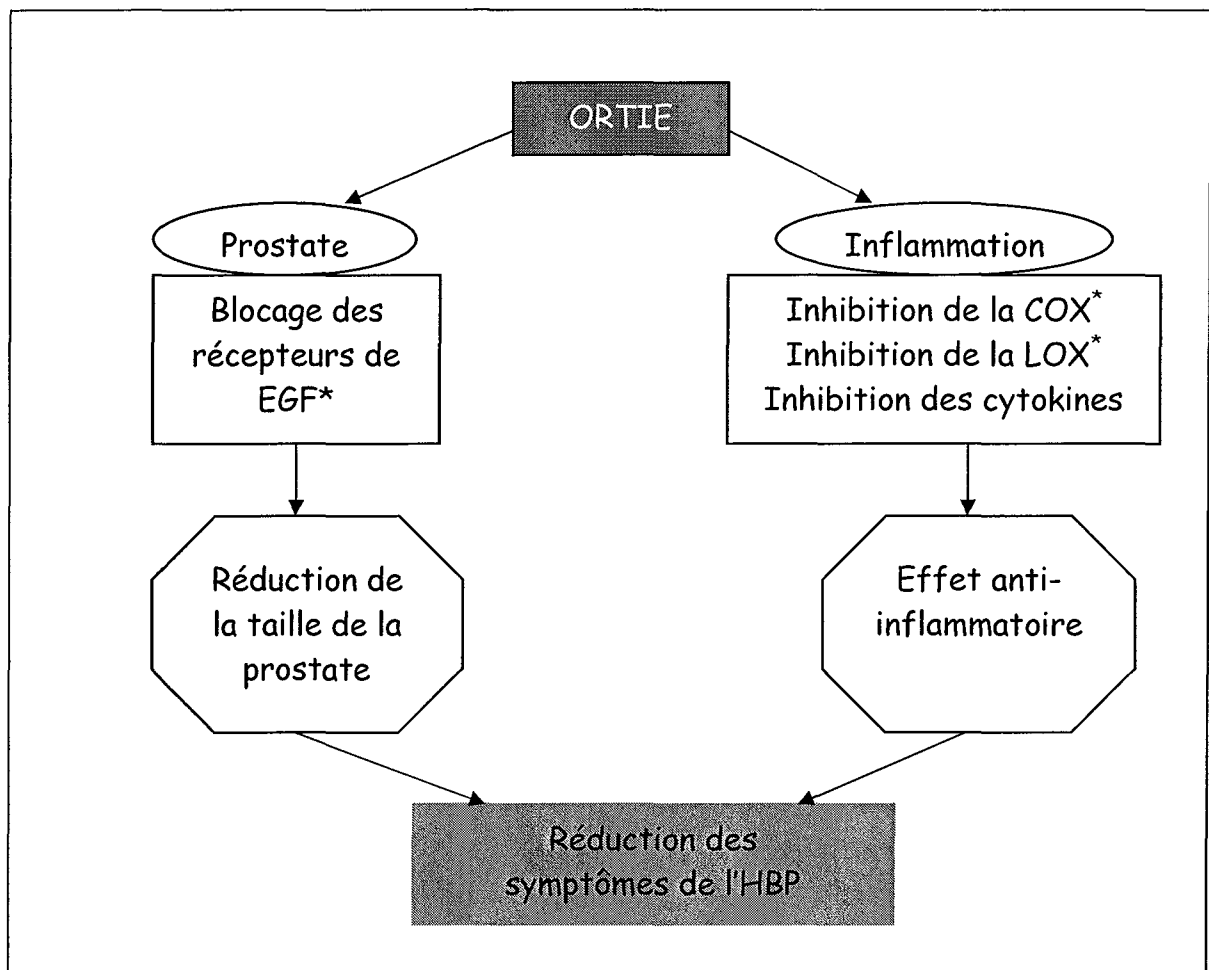 ORTIE
Prostate
Blocage des
récepteurs de
EGF*
Réduction de
la taille de la
prostate
Inflammation
Inhibition de la COX*
Inhibition de la LOX*
Inhibition des cytokines
Effet anti-
inflammatoire
Réduction des
symptômes de l'HBP